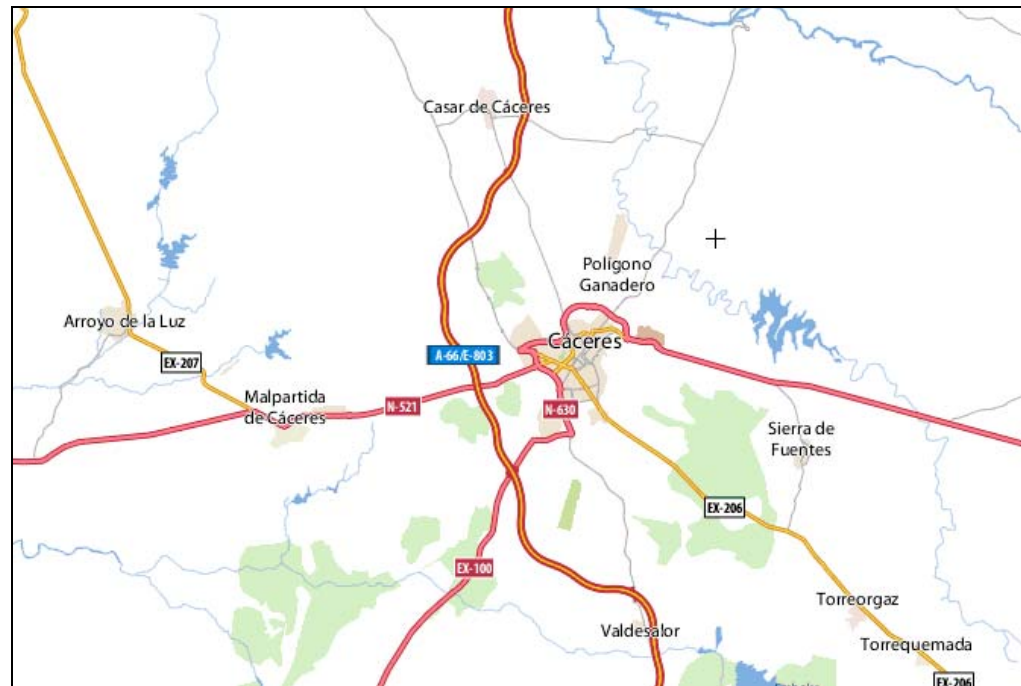 Casar de Cáceres
Polígono
Ganadero
Arroyo de la Luz
Cáceres
A-66/E-803
EX-207
Malpartida
de Cáceres
N-521
N-630
Sierra de
Fuentes
EX-206
EX-100
Torreorgaz
Valdesalor
Torrequemada
EX-206